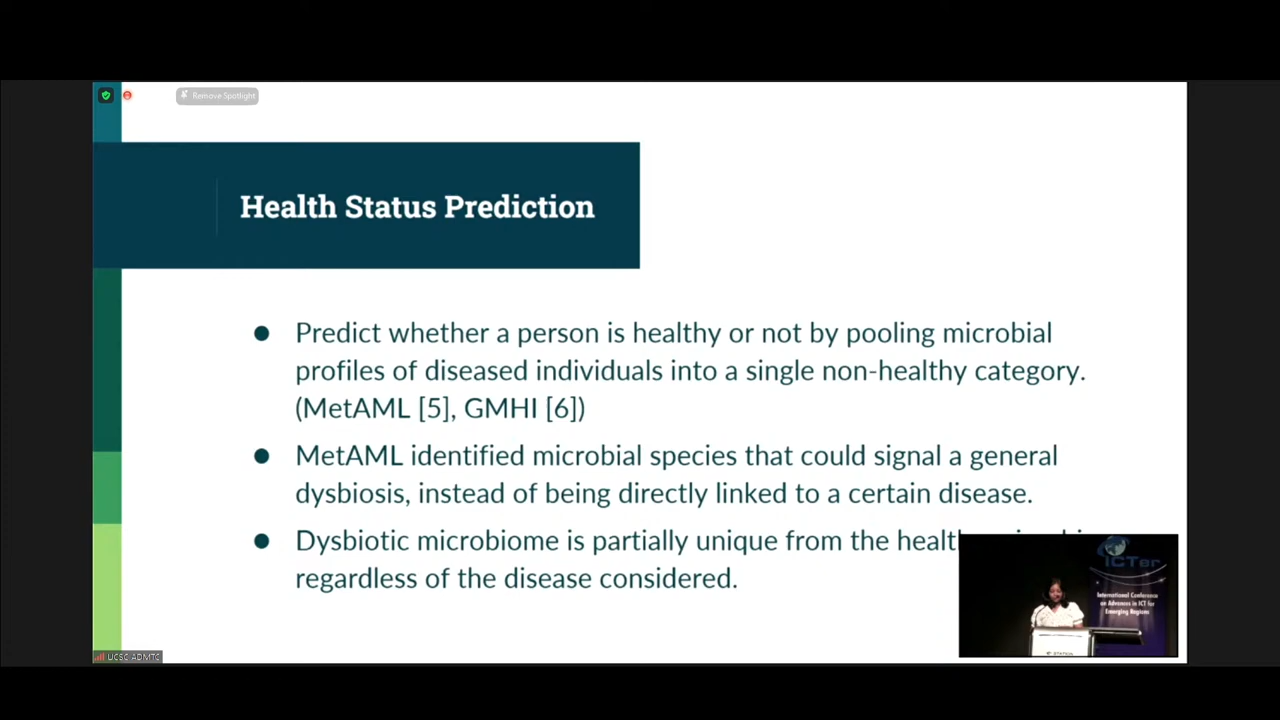 Remove Spotlight
Health Status Prediction
● Predict whether a person is healthy or not by pooling microbial
profiles of diseased individuals into a single non-healthy category.
(MetAML [5], GMHI [6])
● MetAML identified microbial species that could signal a general
dysbiosis, instead of being directly linked to a certain disease.
● Dysbiotic microbiome is partially unique from the
regardless of the disease considered.
ICTer
International Conference
on Advances in ICT for
Emerging Regions
UCSC ADMTC